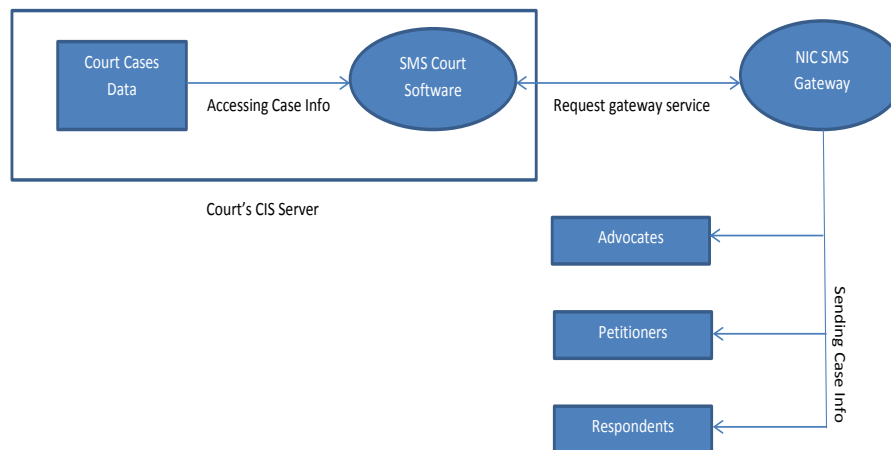 Court Cases
Data
Accessing Case Info
SMS Court
Software
Request gateway service
NIC SMS
Gateway
Court's CIS Server
Advocates
Petitioners
Respondents
Sending Case Info